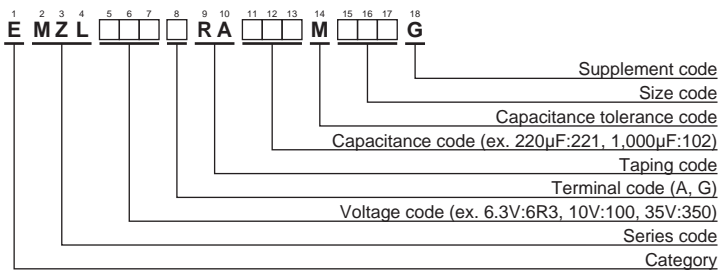 1 2 3 4 5 6 7 8 9 10 11 12 13 14 15 16 17 18
E M Z L R A M G
Supplement code
Size code
Capacitance tolerance code
Capacitance code (ex. 220µF:221, 1,000µF:102)
Taping code
Terminal code (A, G)
Voltage code (ex. 6.3V:6R3, 10V:100, 35V:350)
Series code
Category